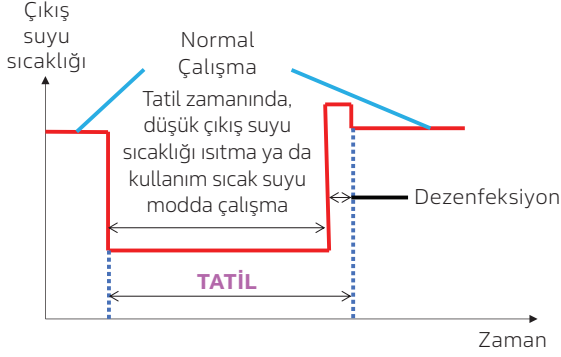 Çıkış
suyu
sıcaklığı
Normal
Çalışma
Tatil zamanında,
düşük çıkış suyu
sıcaklığı ısıtma ya da
kullanım sıcak suyu
modda çalışma
Dezenfeksiyon
TATİL
Zaman